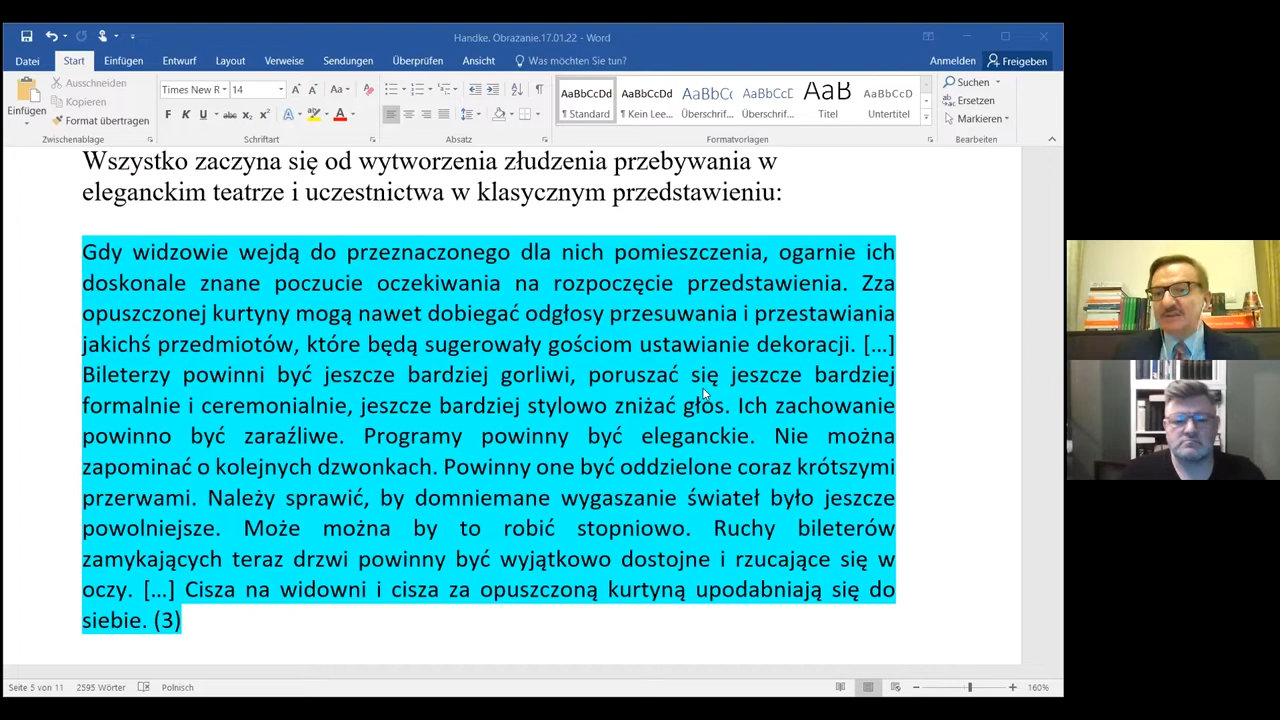 Handke. Obrażanie.17.01.22 - Word
Datei Start Einfügen Entwurf Layout Verweise Sendungen Überprüfen Ansicht Was möchten Sie tun? Anmelden Freigeben
Einfügen
Ausschneiden
Kopieren
Format übertragen
Zwischenablage
Times New R 14
F K U abc x₂ x²
Schriftart
Absatz
AaBbCcDd AaBbCcDd AaBbCc AaBbCcD AaB AaBbCcD
¶ Standard ¶ Kein Lee... Überschrif... Überschrif... Titel Untertitel
Formatvorlagen
Suchen
Ersetzen
Markieren
Bearbeiten
Wszystko zaczyna się od wytworzenia złudzenia przebywania w
eleganckim teatrze i uczestnictwa w klasycznym przedstawieniu:
Gdy widzowie wejdą do przeznaczonego dla nich pomieszczenia, ogarnie ich
doskonale znane poczucie oczekiwania na rozpoczęcie przedstawienia. Zza
opuszczonej kurtyny mogą nawet dobiegać odgłosy przesuwania i przestawiania
jakichś przedmiotów, które będą sugerowały gościom ustawianie dekoracji. […]
Bileterzy powinni być jeszcze bardziej gorliwi, poruszać się jeszcze bardziej
formalnie i ceremonialnie, jeszcze bardziej stylowo zniżać głos. Ich zachowanie
powinno być zaraźliwe. Programy powinny być eleganckie. Nie można
zapominać o kolejnych dzwonkach. Powinny one być oddzielone coraz krótszymi
przerwami. Należy sprawić, by domniemane wygaszanie świateł było jeszcze
powolniejsze. Może można by to robić stopniowo. Ruchy bileterów
zamykających teraz drzwi powinny być wyjątkowo dostojne i rzucające się w
oczy. […] Cisza na widowni i cisza za opuszczoną kurtyną upodabniają się do
siebie. (3)
Seite 5 von 11 2595 Wörter Polnisch 160%